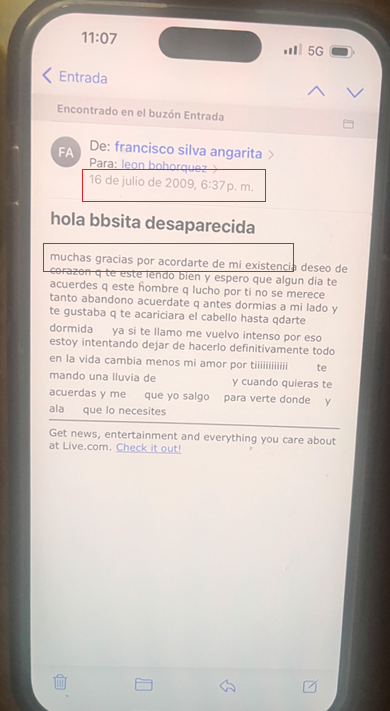 11:07
5G
Entrada
Encontrado en el buzón Entrada
FA
De: francisco silva angarita
Para: leon bohorquez
16 de julio de 2009, 6:37p. m.
hola bbsita desaparecida
muchas gracias por acordarte de mi existencia deseo de
corazon q te este iendo bien y espero que algun dia te
acuerdes q este hombre q lucho por ti no se merece
tanto abandono acuerdate q antes dormias a mi lado y
te gustaba q te acariciara el cabello hasta qdarte
dormida ya si te llamo me vuelvo intenso por eso
estoy intentando dejar de hacerlo definitivamente todo
en la vida cambia menos mi amor por tiiiiiiiiiiiii te
mando una lluvia de y cuando quieras te
acuerdas y me que yo salgo para verte donde y
ala que lo necesites
Get news, entertainment and everything you care about
at Live.com. Check it out!